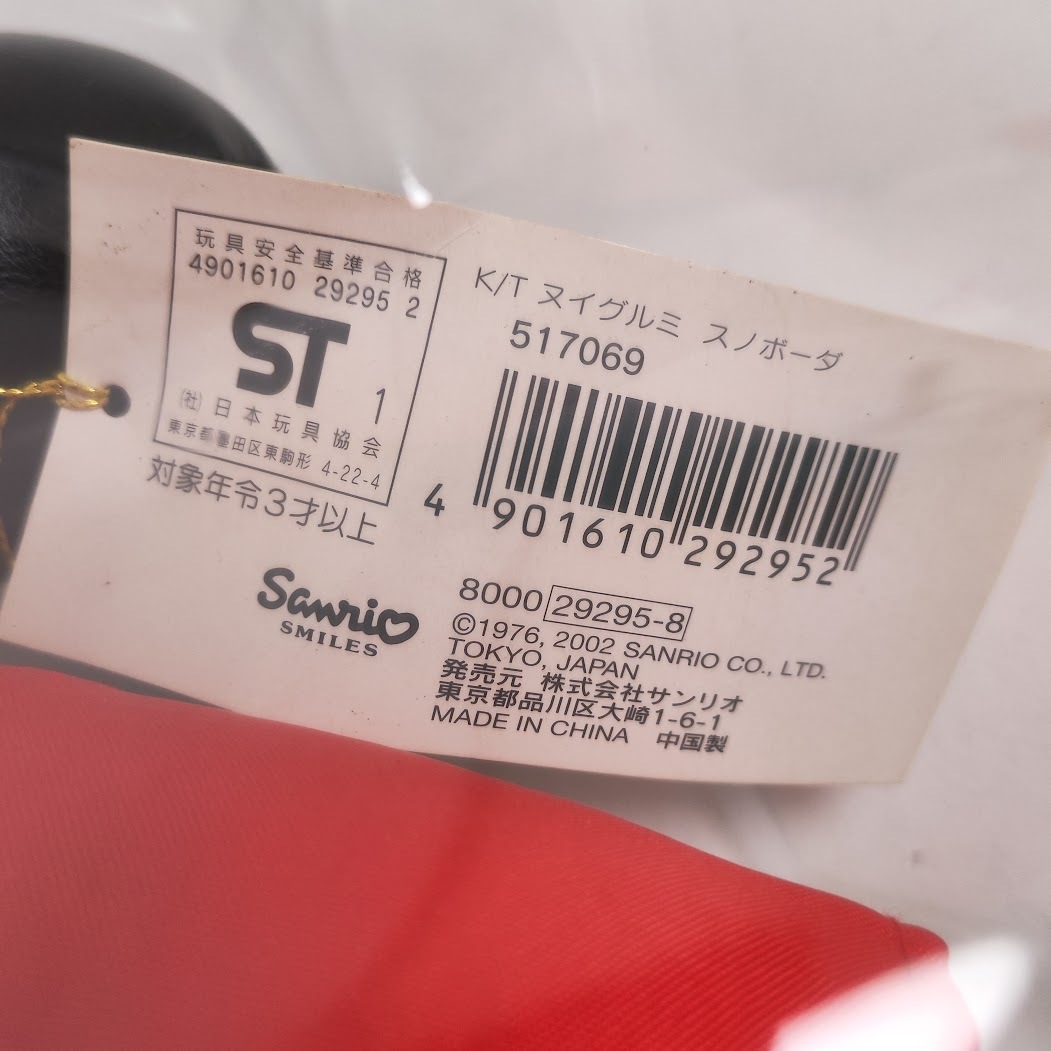 玩具安全基準合格
4901610 29295 2
ST 1
(社)日本玩具協会
東京都墨田区東駒形 4-22-4
対象年令3才以上
Sanrio
SMILES
K/T ヌイグルミ スノボーダ
517069
4 901610 292952
8000 29295-8
©1976, 2002 SANRIO CO., LTD.
TOKYO, JAPAN
発売元 株式会社サンリオ
東京都品川区大崎1-6-1
MADE IN CHINA 中国製